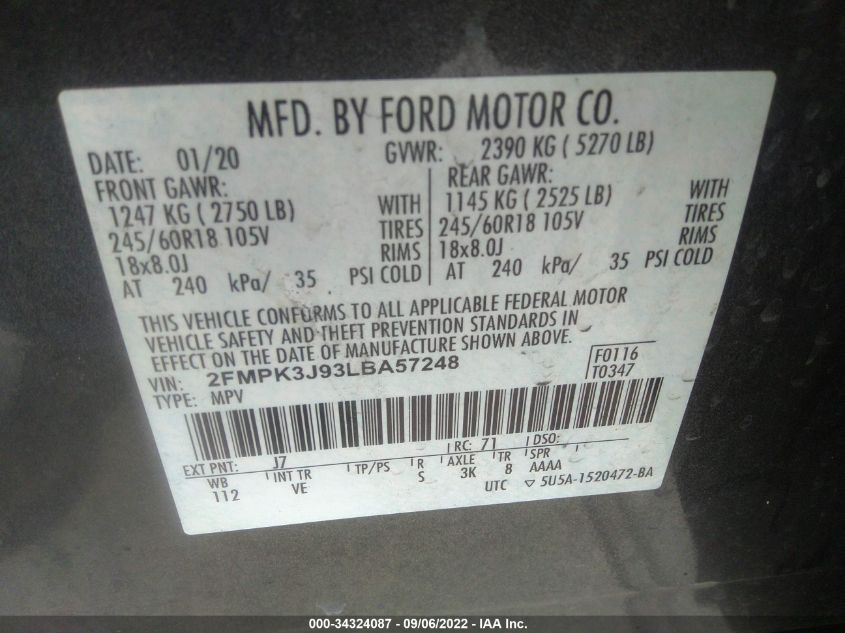 MFD. BY FORD MOTOR CO.
DATE: 01/20 GVWR: 2390 KG ( 5270 LB)
FRONT GAWR: REAR GAWR:
1247 KG ( 2750 LB) WITH 1145 KG ( 2525 LB) WITH
245/60R18 105V TIRES 245/60R18 105V TIRES
18x8.0J RIMS 18x8.0J RIMS
AT 240 kPa/ 35 PSI COLD AT 240 kPa/ 35 PSI COLD
THIS VEHICLE CONFORMS TO ALL APPLICABLE FEDERAL MOTOR
VEHICLE SAFETY AND THEFT PREVENTION STANDARDS IN
EFFECT ON THE DATE OF MANUFACTURE SHOWN ABOVE.
VIN: 2FMPK3J93LBA57248 F0116
TYPE: MPV T0347
EXT PNT: J7 RC: 71 DSO:
WB INT TR TP/PS R AXLE TR SPR
112 VE S 3K 8 AAAA
UTC ▽ 5U5A-1520472-BA
000-34324087 - 09/06/2022 - IAA Inc.